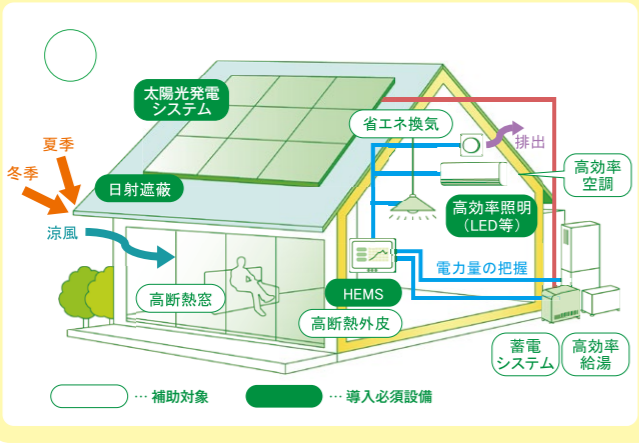 太陽光発電
システム
省エネ換気
排出
夏季
冬季
日射遮蔽
高効率
空調
高効率照明
（LED等）
涼風
電力量の把握
高断熱窓
HEMS
高断熱外皮
蓄電
システム
高効率
給湯
… 補助対象
… 導入必須設備